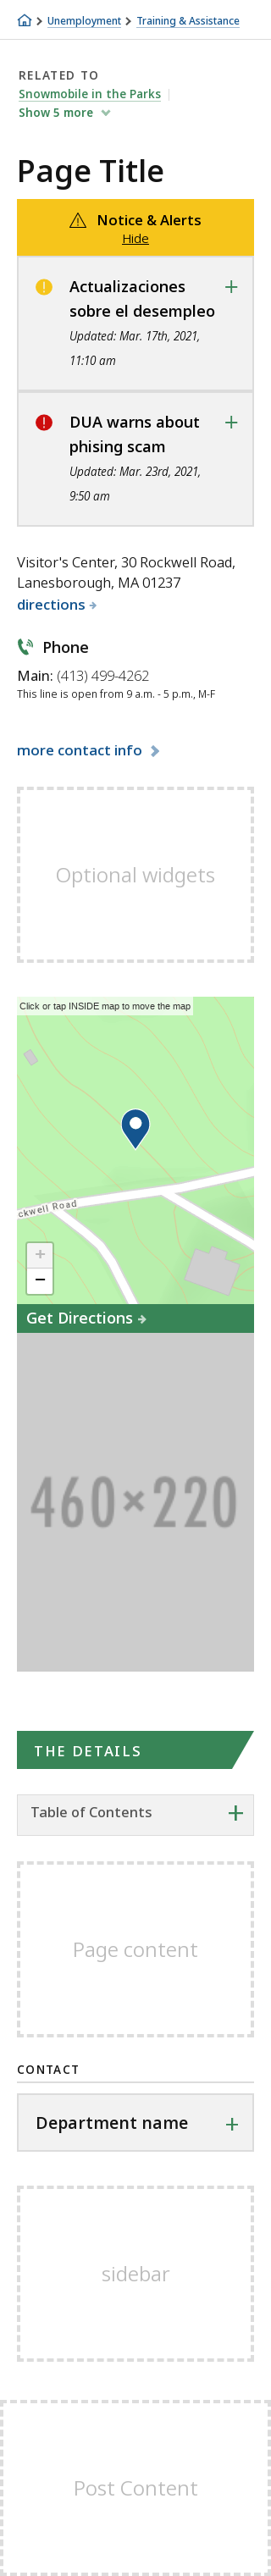 Unemployment Training & Assistance
RELATED TO
Snowmobile in the Parks |
Show 5 more
Page Title
Notice & Alerts
Hide
Actualizaciones
sobre el desempleo
Updated: Mar. 17th, 2021,
11:10 am
DUA warns about
phising scam
Updated: Mar. 23rd, 2021,
9:50 am
Visitor's Center, 30 Rockwell Road,
Lanesborough, MA 01237
directions
Phone
Main: (413) 499-4262
This line is open from 9 a.m. - 5 p.m., M-F
more contact info
Optional widgets
Click or tap INSIDE map to move the map
ckwell Road
+
−
Get Directions
460×220
THE DETAILS
Table of Contents
Page content
CONTACT
Department name
sidebar
Post Content